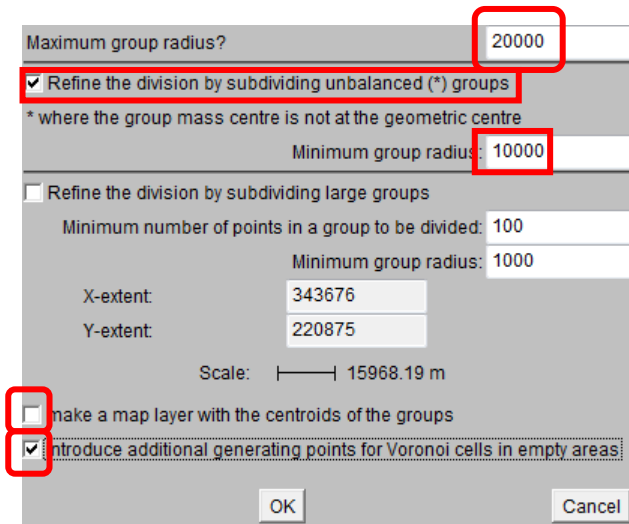 Maximum group radius? 20000
Refine the division by subdividing unbalanced (*) groups
* where the group mass centre is not at the geometric centre
Minimum group radius: 10000
Refine the division by subdividing large groups
Minimum number of points in a group to be divided: 100
Minimum group radius: 1000
X-extent: 343676
Y-extent: 220875
Scale: 15968.19 m
make a map layer with the centroids of the groups
introduce additional generating points for Voronoi cells in empty areas
OK Cancel